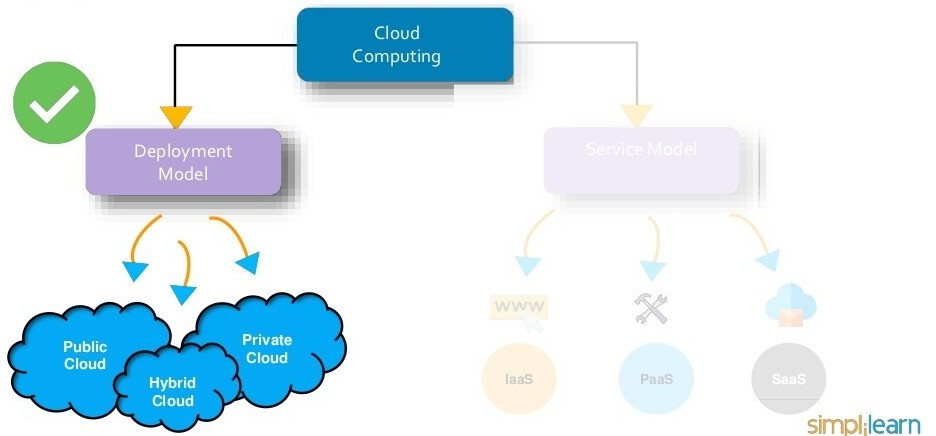 Cloud
Computing
Deployment
Model
Service Model
Public
Cloud
Hybrid
Cloud
Private
Cloud
WWW
IaaS
PaaS
SaaS
simplilearn